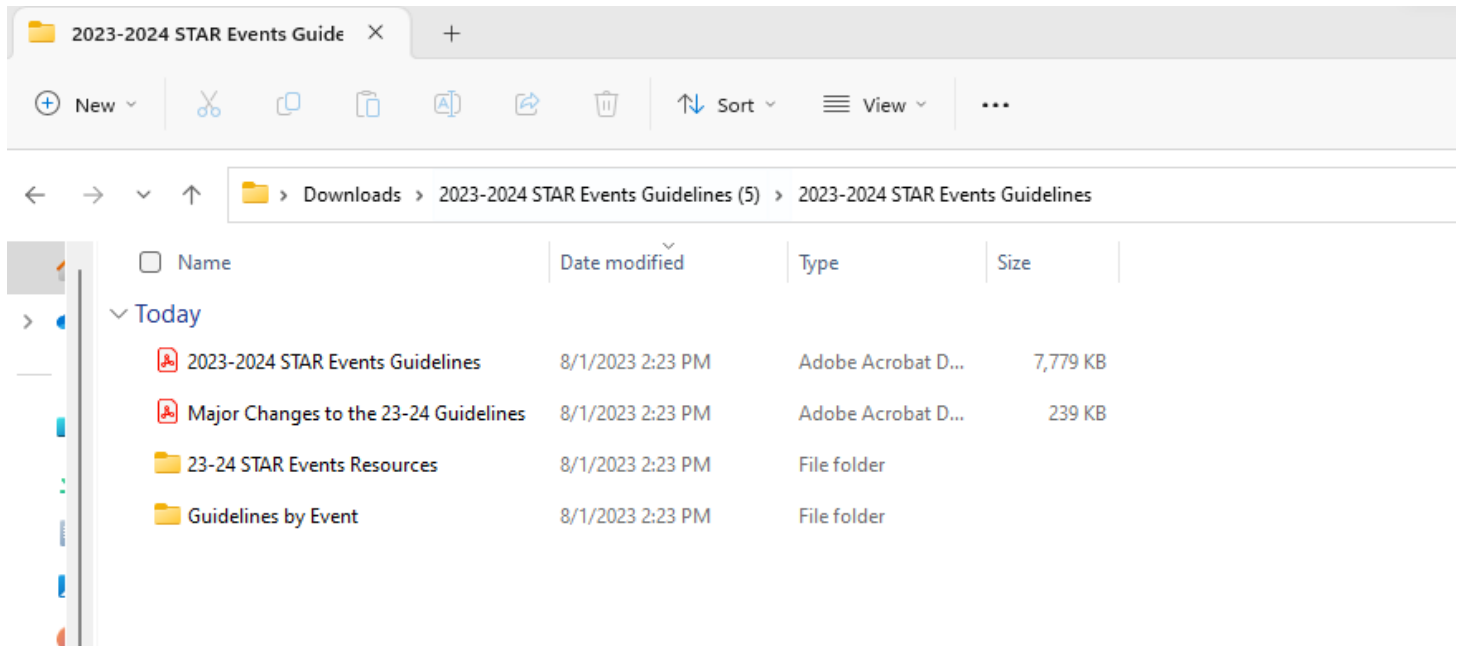 2023-2024 STAR Events Guide
New
Sort
View
Downloads > 2023-2024 STAR Events Guidelines (5) > 2023-2024 STAR Events Guidelines
Name Date modified Type Size
Today
2023-2024 STAR Events Guidelines 8/1/2023 2:23 PM Adobe Acrobat D... 7,779 KB
Major Changes to the 23-24 Guidelines 8/1/2023 2:23 PM Adobe Acrobat D... 239 KB
23-24 STAR Events Resources 8/1/2023 2:23 PM File folder
Guidelines by Event 8/1/2023 2:23 PM File folder